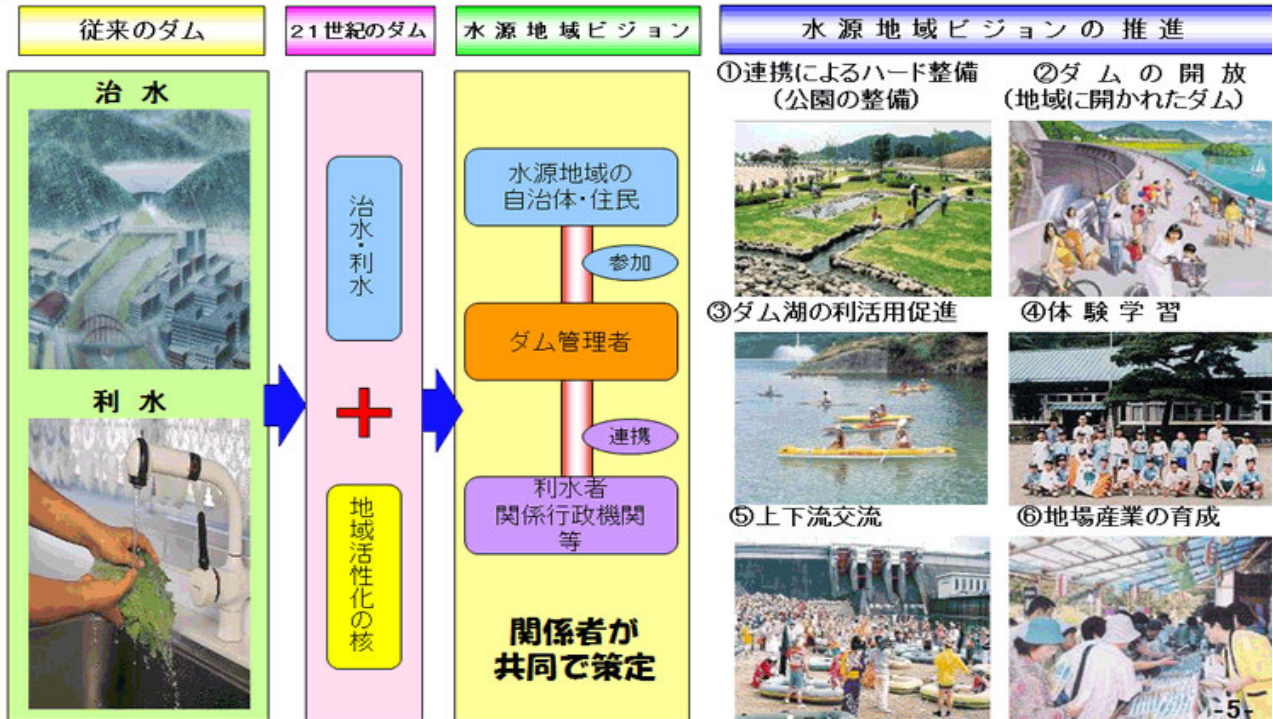 従来のダム
21世紀のダム
水源地域ビジョン
水源地域ビジョンの推進
治水
利水
治水・利水
+
地域活性化の核
水源地域の
自治体・住民
参加
ダム管理者
連携
利水者
関係行政機関
等
関係者が
共同で策定
①連携によるハード整備
(公園の整備)
②ダムの開放
(地域に開かれたダム)
③ダム湖の利活用促進
④体験学習
⑤上下流交流
⑥地場産業の育成
-5-